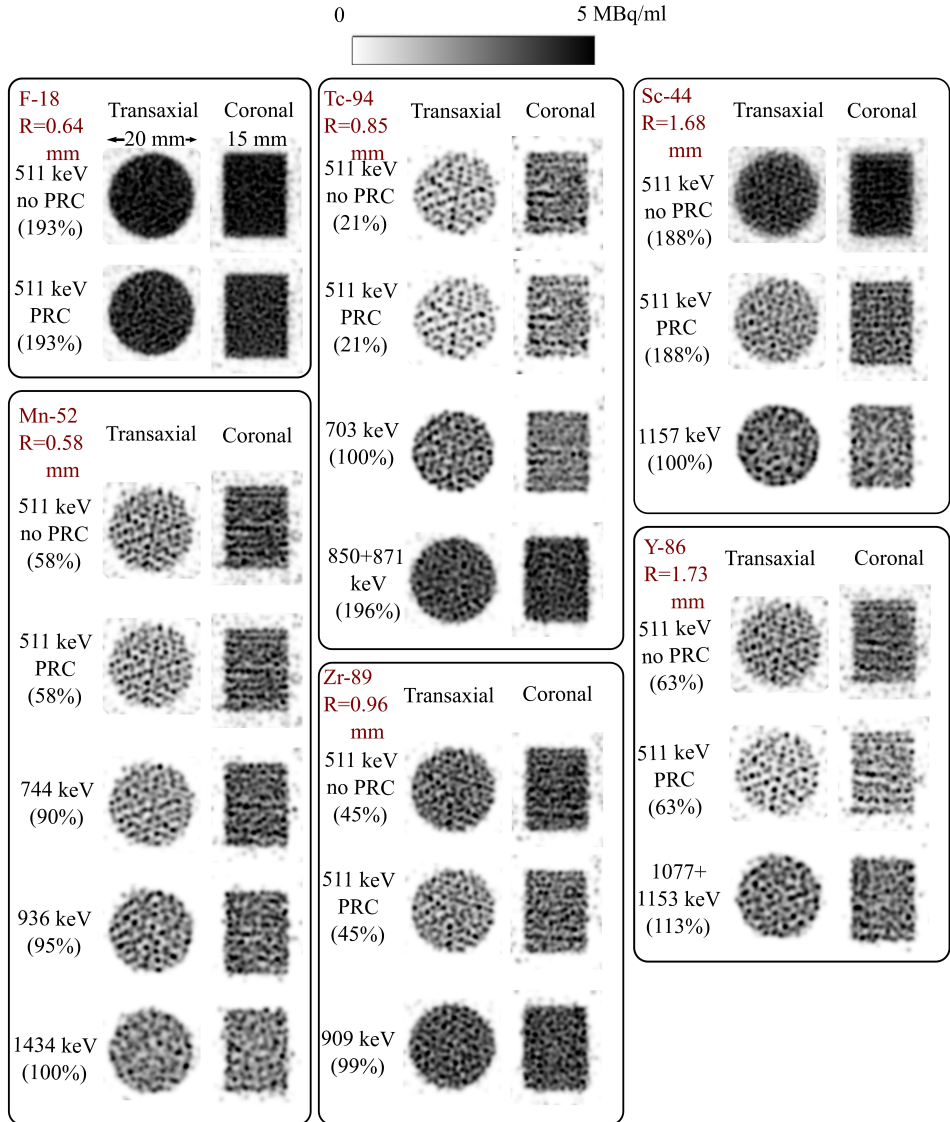 0
5 MBq/ml
F-18
R=0.64
mm
Transaxial
Coronal
20 mm
15 mm
511 keV
no PRC
(193%)
511 keV
PRC
(193%)
Mn-52
R=0.58
mm
Transaxial
Coronal
511 keV
no PRC
(58%)
511 keV
PRC
(58%)
744 keV
(90%)
936 keV
(95%)
1434 keV
(100%)
Tc-94
R=0.85
mm
Transaxial
Coronal
511 keV
no PRC
(21%)
511 keV
PRC
(21%)
703 keV
(100%)
850+871
keV
(196%)
Zr-89
R=0.96
mm
Transaxial
Coronal
511 keV
no PRC
(45%)
511 keV
PRC
(45%)
909 keV
(99%)
Sc-44
R=1.68
mm
Transaxial
Coronal
511 keV
no PRC
(188%)
511 keV
PRC
(188%)
1157 keV
(100%)
Y-86
R=1.73
mm
Transaxial
Coronal
511 keV
no PRC
(63%)
511 keV
PRC
(63%)
1077+
1153 keV
(113%)